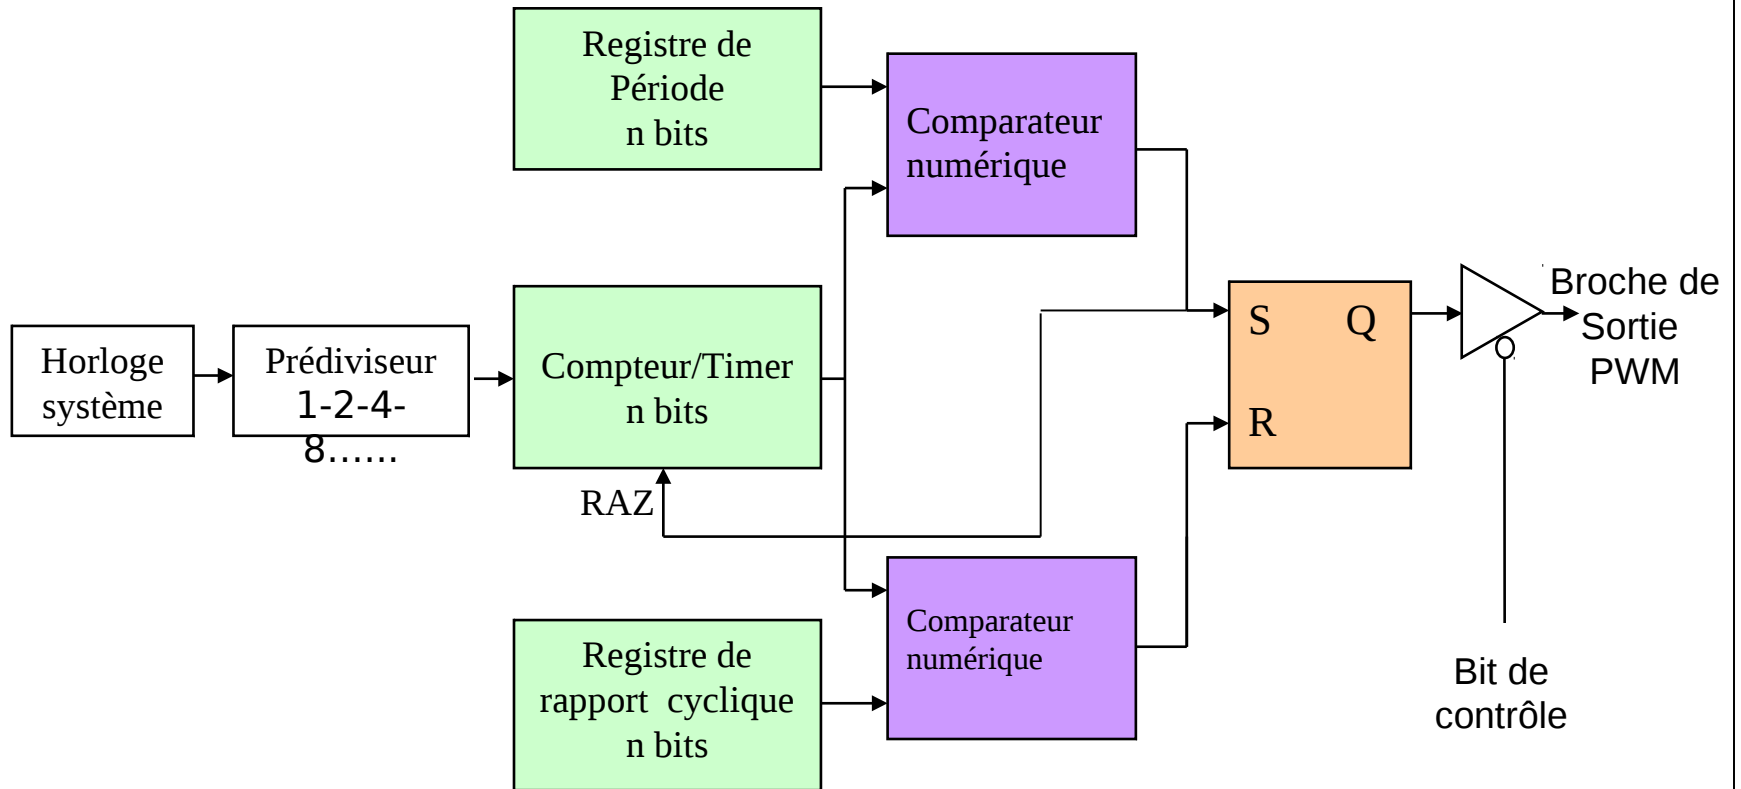 Registre de
Période
n bits
Comparateur
numérique
Horloge
système
Prédiviseur
1-2-4-
8......
Compteur/Timer
n bits
RAZ
S
Q
R
Broche de
Sortie
PWM
Comparateur
numérique
Registre de
rapport cyclique
n bits
Bit de
contrôle